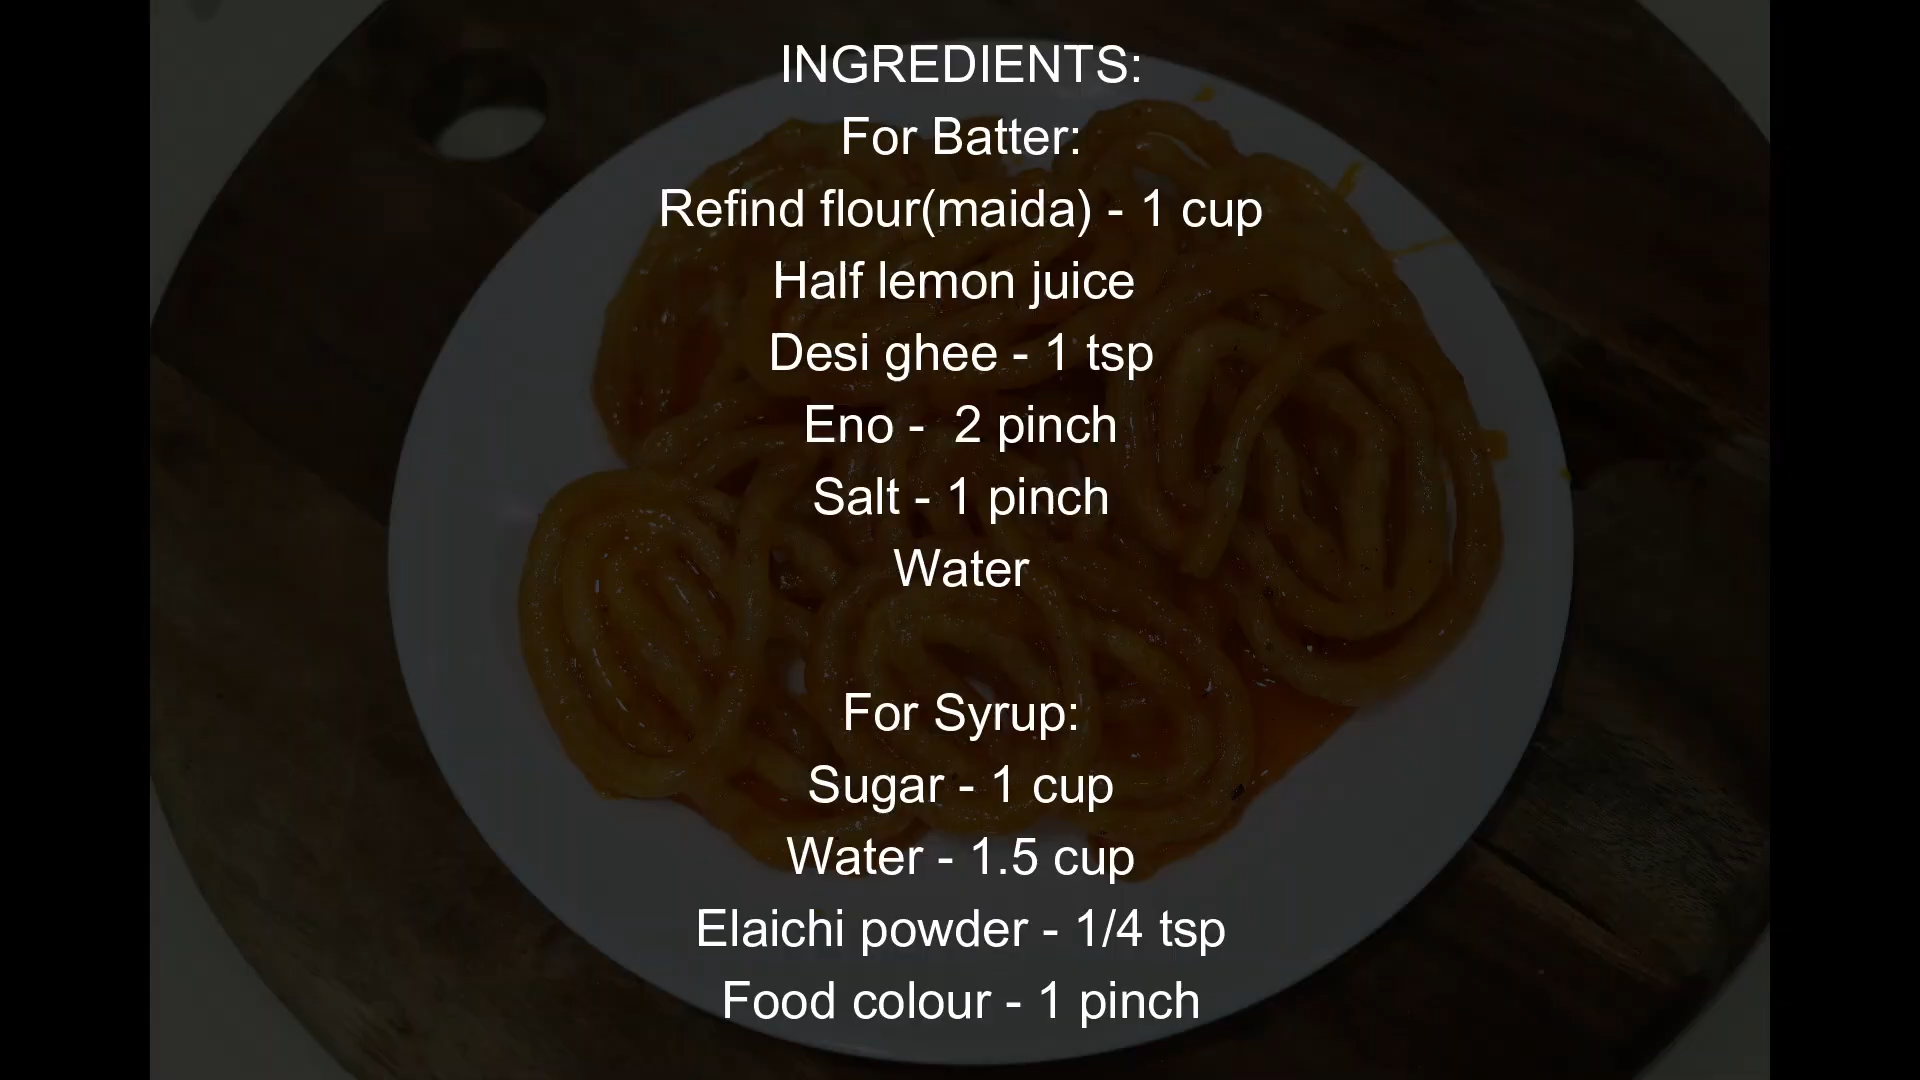 INGREDIENTS:
For Batter:
Refind flour(maida) - 1 cup
Half lemon juice
Desi ghee - 1 tsp
Eno -  2 pinch
Salt - 1 pinch
Water
For Syrup:
Sugar - 1 cup
Water - 1.5 cup
Elaichi powder - 1/4 tsp
Food colour - 1 pinch